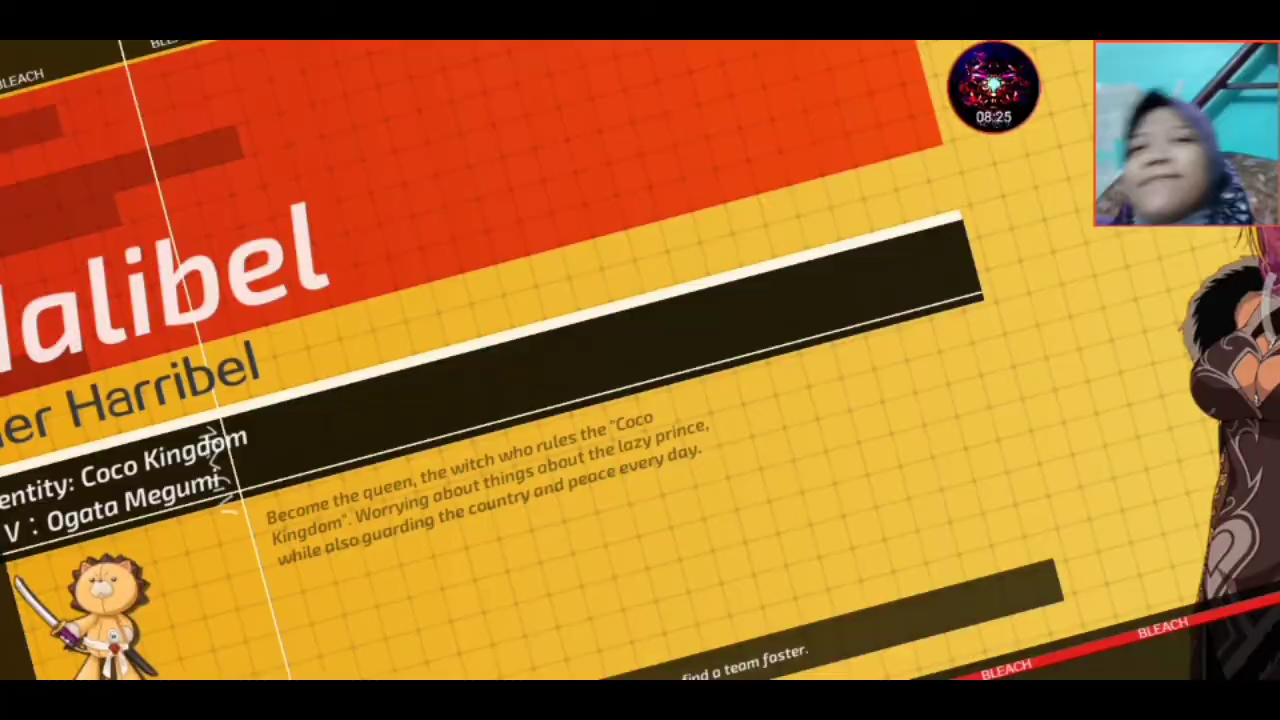 BLEACH
08:25
alibel
er Harribel
entity: Coco Kingdom
V : Ogata Megumi
Become the queen, the witch who rules the "Coco
Kingdom". Worrying about things about the lazy prince,
while also guarding the country and peace every day.
find a team faster.
BLEACH
BLEACH